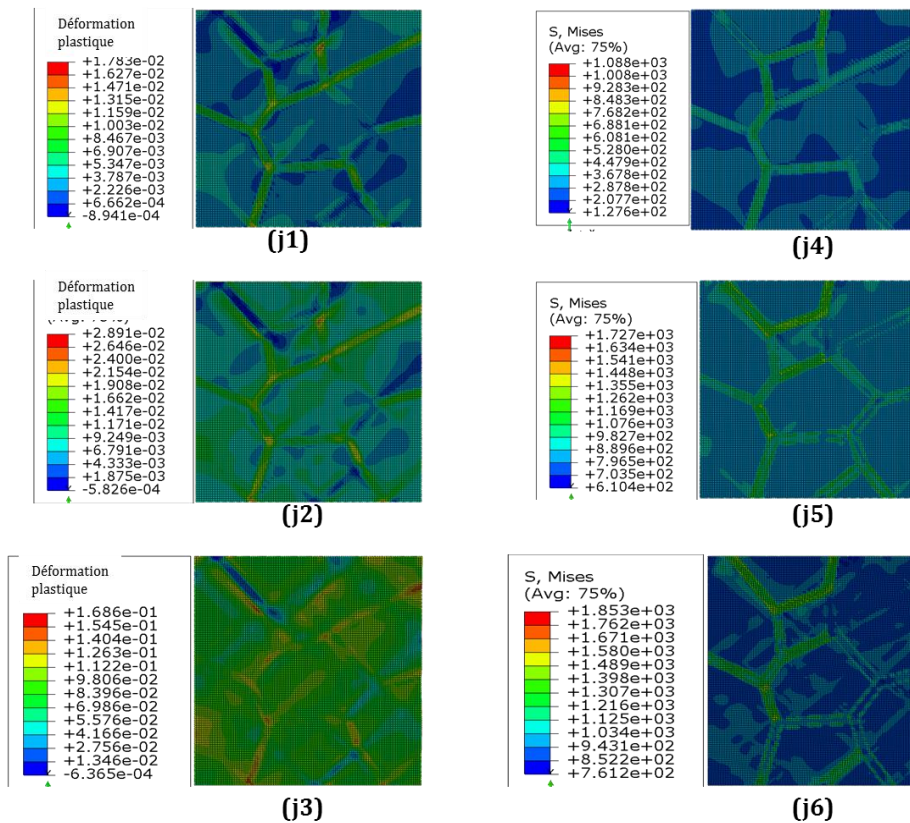 Déformation
plastique
+1.783e-02
+1.627e-02
+1.471e-02
+1.315e-02
+1.159e-02
+1.003e-02
+8.467e-03
+6.907e-03
+5.347e-03
+3.787e-03
+2.226e-03
+6.662e-04
-8.941e-04
(j1)
S, Mises
(Avg: 75%)
+1.088e+03
+1.008e+03
+9.283e+02
+8.483e+02
+7.682e+02
+6.881e+02
+6.081e+02
+5.280e+02
+4.479e+02
+3.678e+02
+2.878e+02
+2.077e+02
+1.276e+02
(j4)
Déformation
plastique
+2.891e-02
+2.646e-02
+2.400e-02
+2.154e-02
+1.908e-02
+1.662e-02
+1.417e-02
+1.171e-02
+9.249e-03
+6.791e-03
+4.333e-03
+1.875e-03
-5.826e-04
(j2)
S, Mises
(Avg: 75%)
+1.727e+03
+1.634e+03
+1.541e+03
+1.448e+03
+1.355e+03
+1.262e+03
+1.169e+03
+1.076e+03
+9.827e+02
+8.896e+02
+7.965e+02
+7.035e+02
+6.104e+02
(j5)
Déformation
plastique
+1.686e-01
+1.545e-01
+1.404e-01
+1.263e-01
+1.122e-01
+9.806e-02
+8.396e-02
+6.986e-02
+5.576e-02
+4.166e-02
+2.756e-02
+1.346e-02
-6.365e-04
(j3)
S, Mises
(Avg: 75%)
+1.853e+03
+1.762e+03
+1.671e+03
+1.580e+03
+1.489e+03
+1.398e+03
+1.307e+03
+1.216e+03
+1.125e+03
+1.034e+03
+9.431e+02
+8.522e+02
+7.612e+02
(j6)